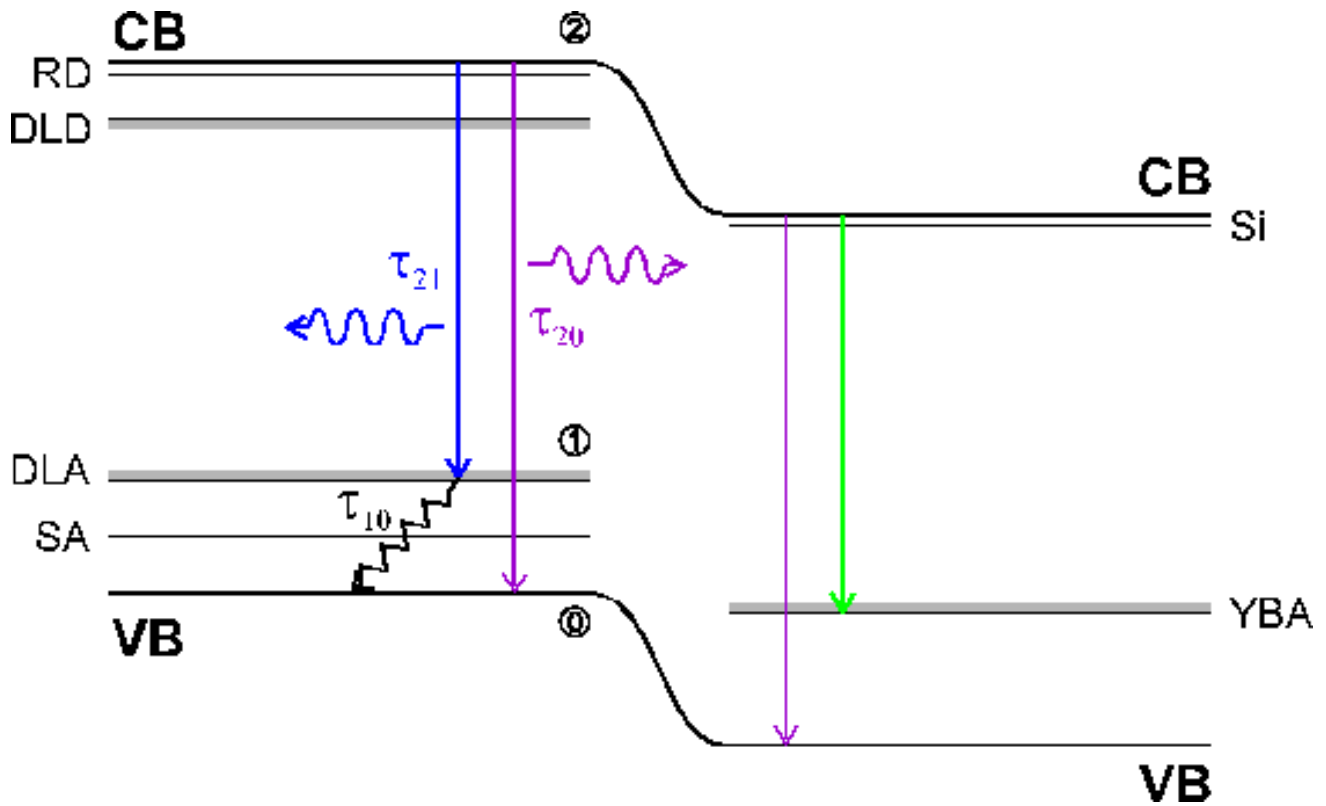 CB ②
RD
DLD
CB
Si
τ21
τ20
①
DLA
τ10
SA
YBA
VB ⓪
VB